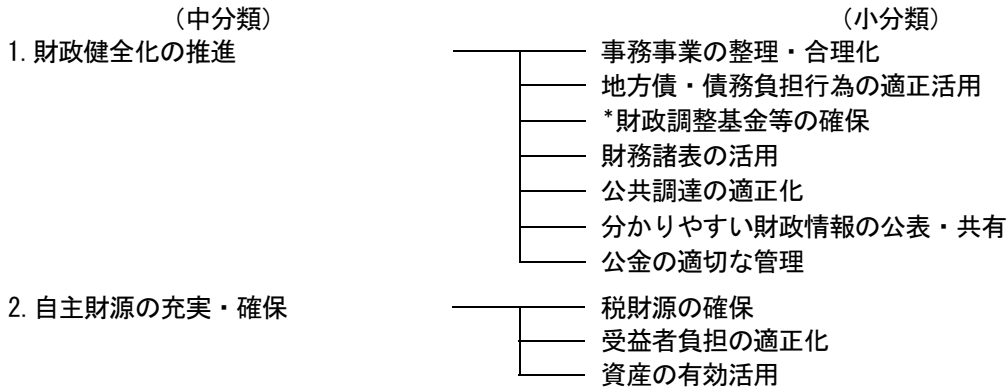 （中分類） （小分類）
1. 財政健全化の推進 事務事業の整理・合理化
地方債・債務負担行為の適正活用
*財政調整基金等の確保
財務諸表の活用
公共調達の適正化
分かりやすい財政情報の公表・共有
公金の適切な管理
2. 自主財源の充実・確保 税財源の確保
受益者負担の適正化
資産の有効活用